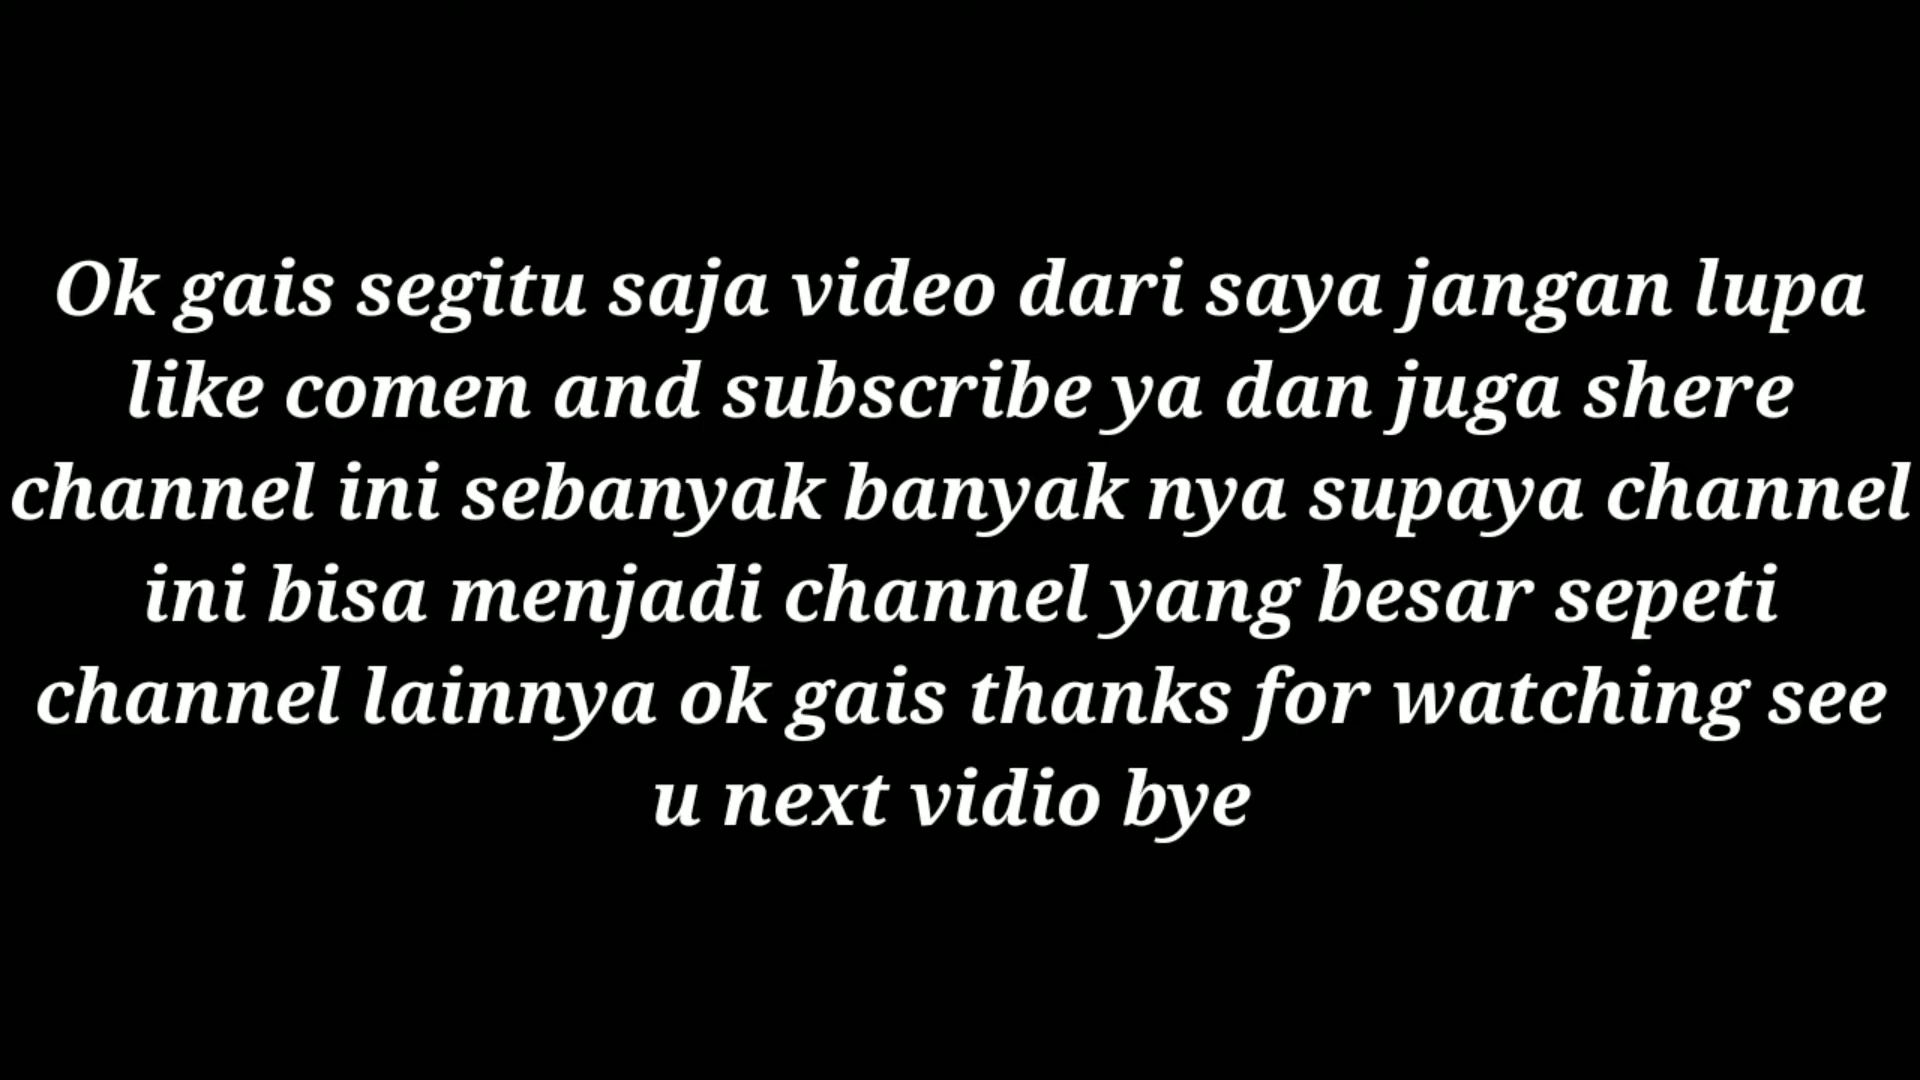 Ok gais segitu saja video dari saya jangan lupa
like comen and subscribe ya dan juga shere
channel ini sebanyak banyak nya supaya channel
ini bisa menjadi channel yang besar sepeti
channel lainnya ok gais thanks for watching see
u next vidio bye